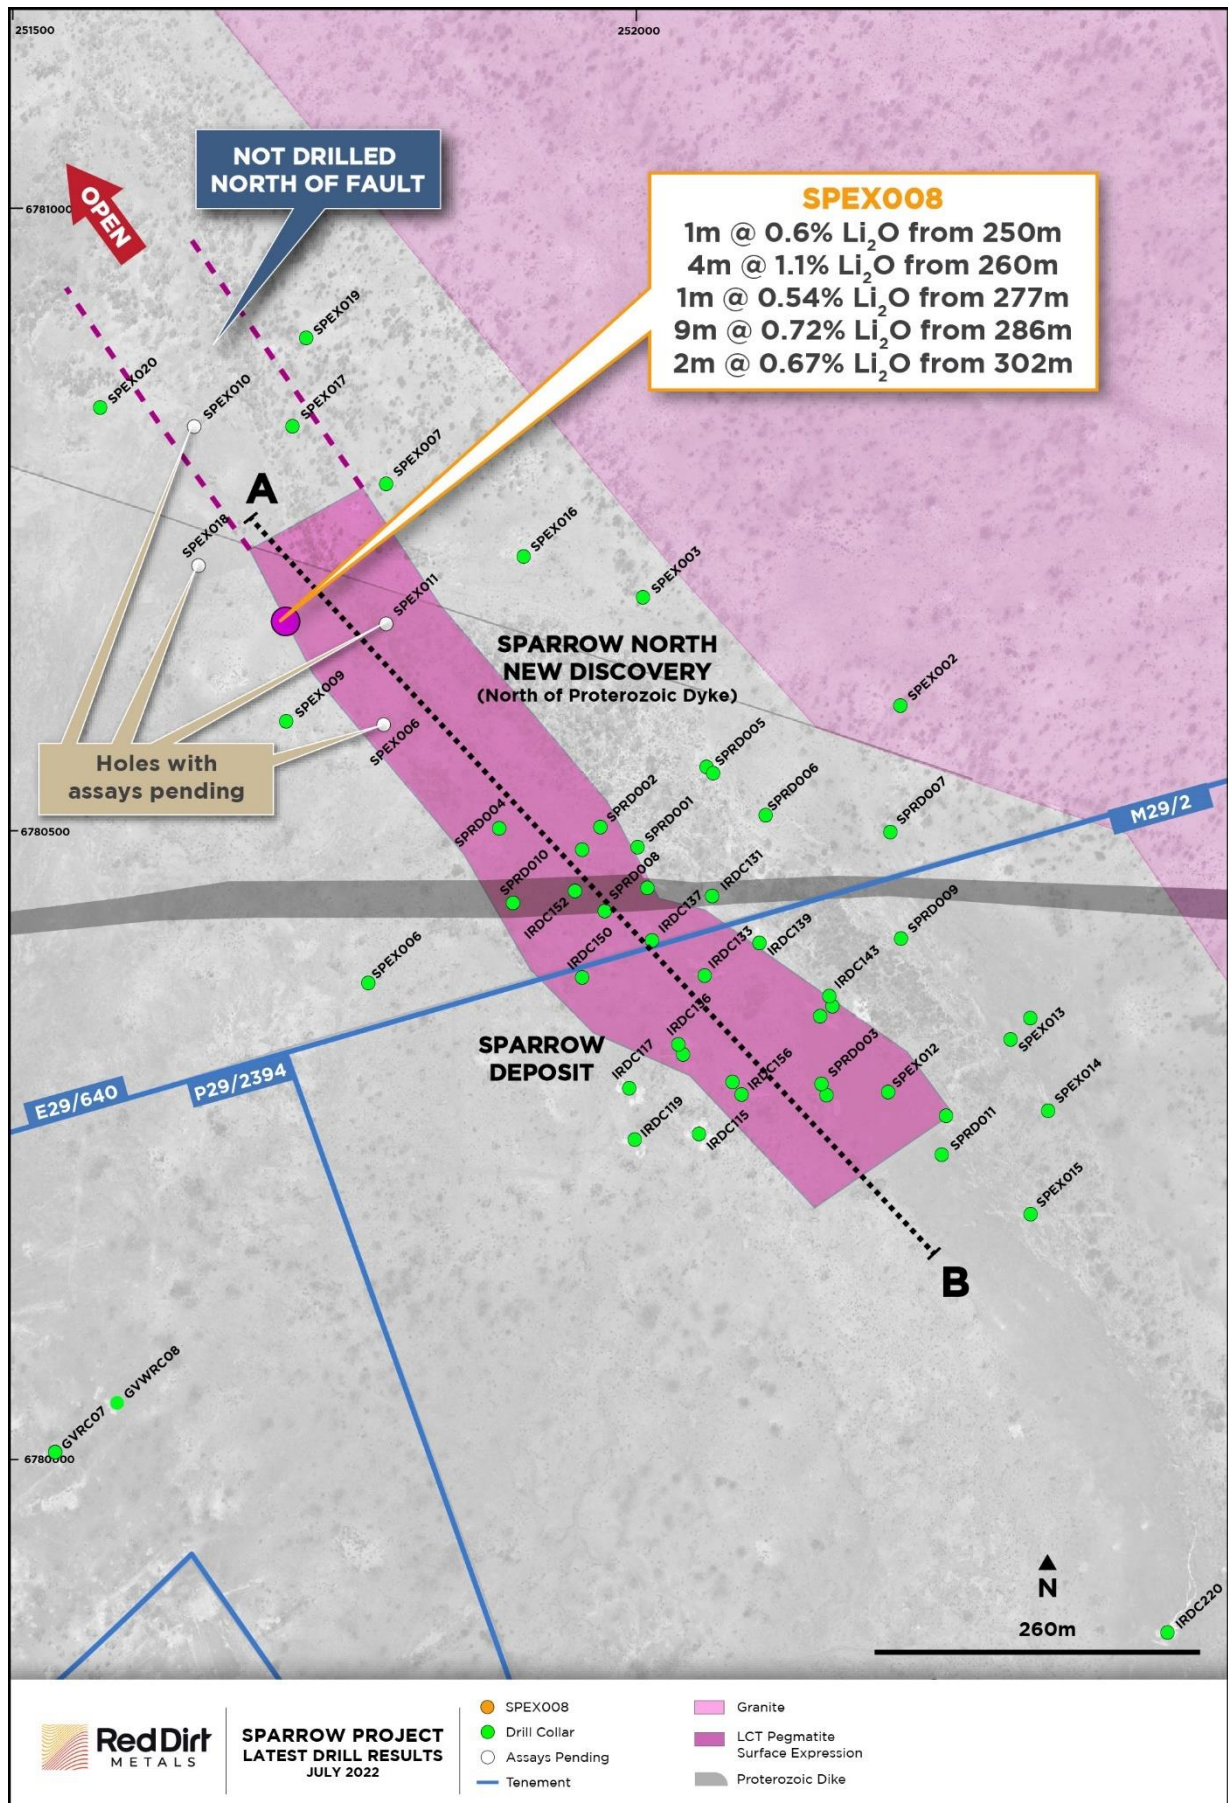 251500
252000
NOT DRILLED
NORTH OF FAULT
OPEN
6781000
SPEX008
1m @ 0.6% Li₂O from 250m
4m @ 1.1% Li₂O from 260m
1m @ 0.54% Li₂O from 277m
9m @ 0.72% Li₂O from 286m
2m @ 0.67% Li₂O from 302m
SPEX019
SPEX020
SPEX010
SPEX017
SPEX007
A
SPEX018
SPEX016
SPEX011
SPEX003
SPARROW NORTH
NEW DISCOVERY
(North of Proterozoic Dyke)
SPEX002
SPEX009
SPEX006
Holes with
assays pending
SPRD005
SPRD006
SPRD007
M29/2
SPRD004
SPRD002
SPRD001
6780500
SPRD010
SPRD008
IRDC131
IRDC152
IRDC137
SPRD009
IRDC150
IRDC133
IRDC139
SPEX006
IRDC143
IRDC136
SPEX013
SPARROW
DEPOSIT
IRDC117
IRDC156
SPRD003
SPEX012
SPEX014
E29/640
P29/2394
IRDC119
IRDC115
SPRD011
SPEX015
B
GVWRC08
GVRC07
6780000
N
260m
IRDC220
Red Dirt
METALS
SPARROW PROJECT
LATEST DRILL RESULTS
JULY 2022
SPEX008
Drill Collar
Assays Pending
Tenement
Granite
LCT Pegmatite
Surface Expression
Proterozoic Dike